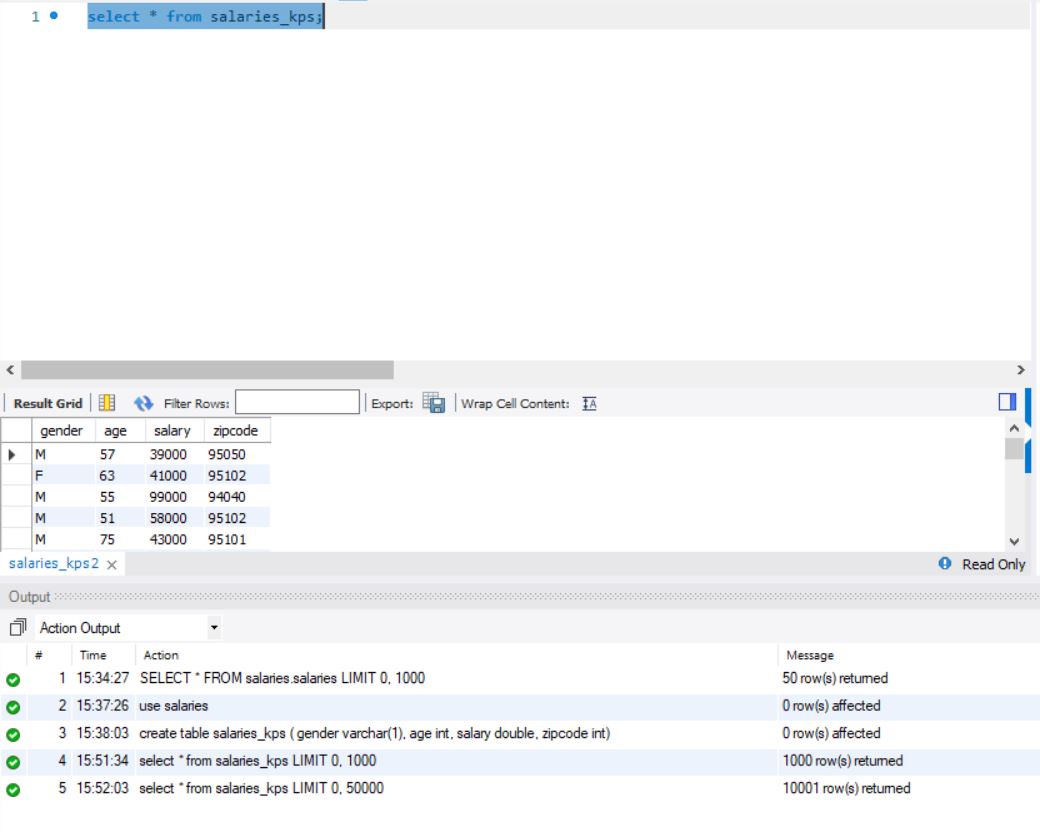 1 select * from salaries_kps;
Result Grid Filter Rows: Export: Wrap Cell Content:
gender age salary zipcode
M 57 39000 95050
F 63 41000 95102
M 55 99000 94040
M 51 58000 95102
M 75 43000 95101
salaries_kps2 Read Only
Output
Action Output
# Time Action Message
1 15:34:27 SELECT * FROM salaries.salaries LIMIT 0, 1000 50 row(s) returned
2 15:37:26 use salaries 0 row(s) affected
3 15:38:03 create table salaries_kps ( gender varchar(1), age int, salary double, zipcode int) 0 row(s) affected
4 15:51:34 select * from salaries_kps LIMIT 0, 1000 1000 row(s) returned
5 15:52:03 select * from salaries_kps LIMIT 0, 50000 10001 row(s) returned